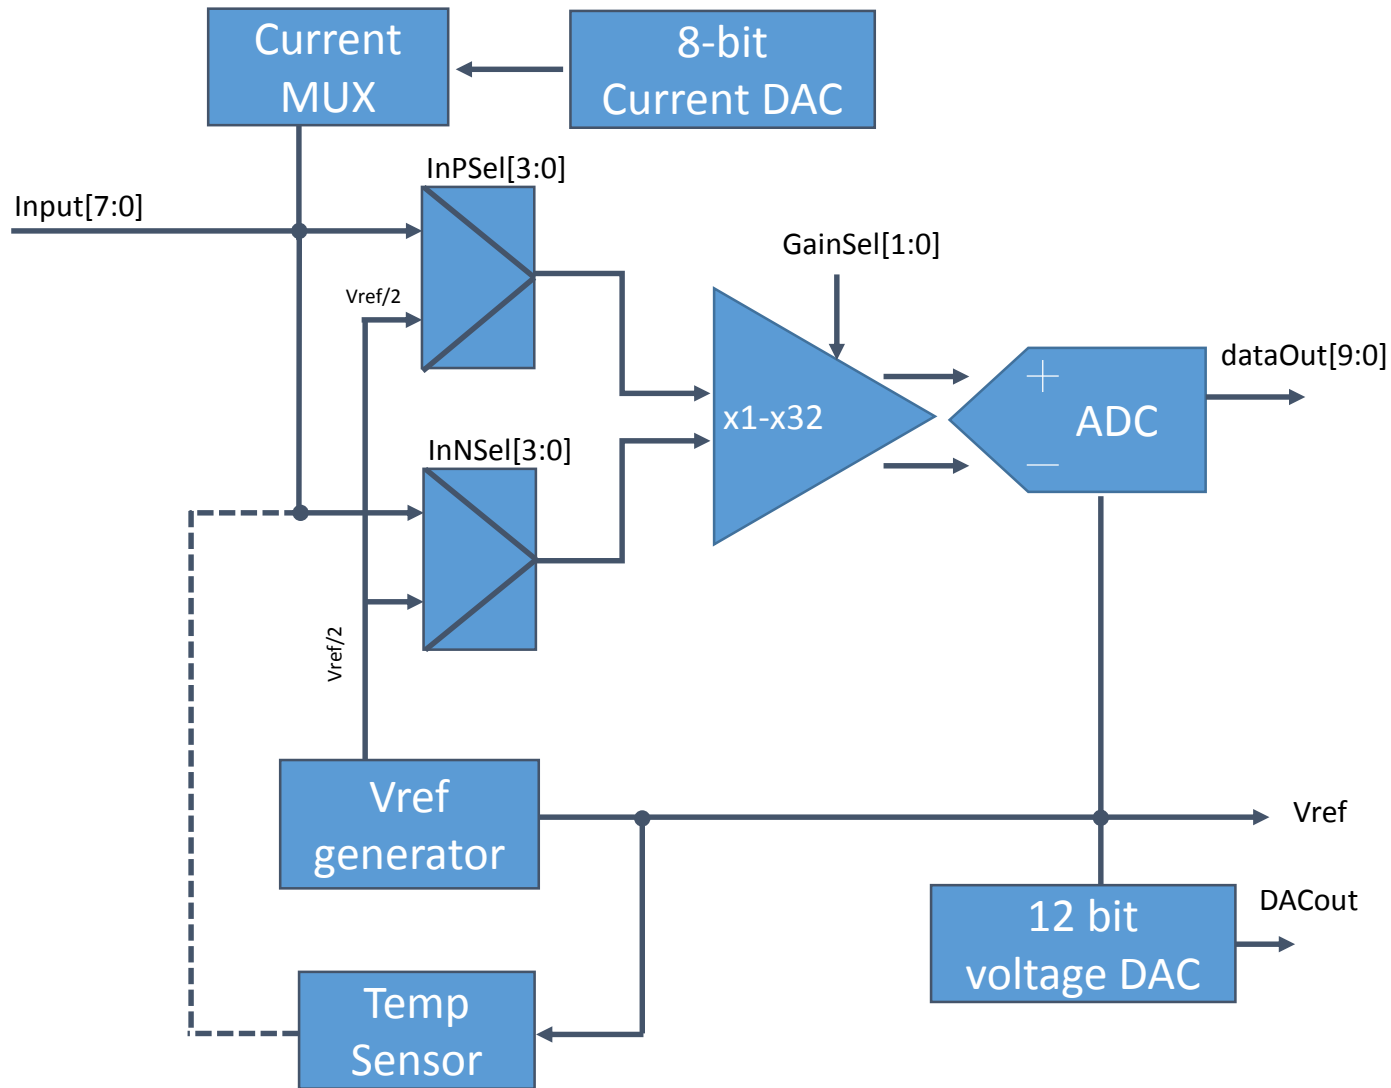 Current
MUX
8-bit
Current DAC
InPSel[3:0]
Input[7:0]
GainSel[1:0]
Vref/2
dataOut[9:0]
x1-x32
+
ADC
InNSel[3:0]
—
Vref/2
Vref
generator
Vref
12 bit
voltage DAC
DACout
Temp
Sensor